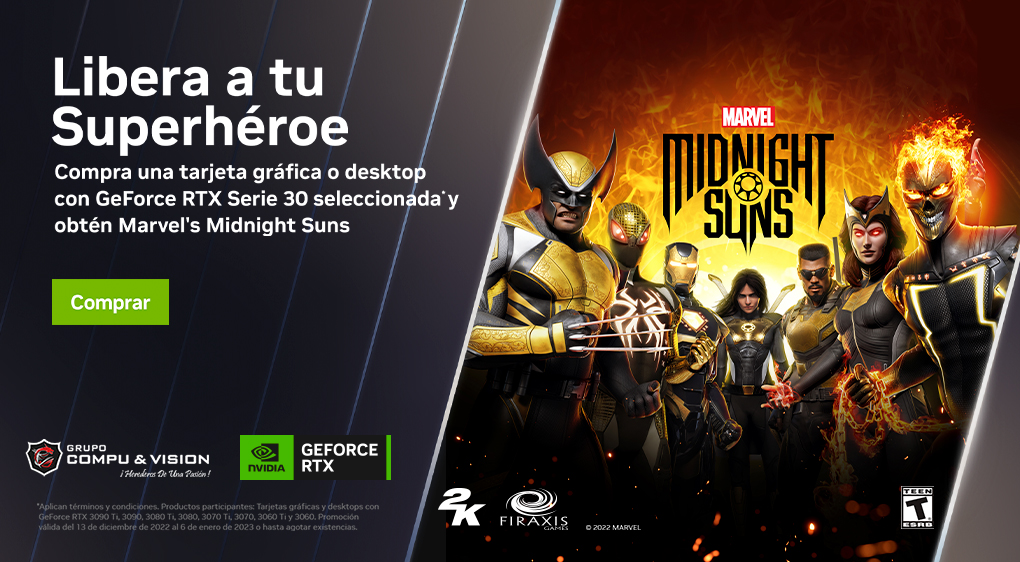 Libera a tu
Superhéroe
Compra una tarjeta gráfica o desktop
con GeForce RTX Serie 30 seleccionada* y
obtén Marvel's Midnight Suns
Comprar
GRUPO
COMPU & VISION
¡ Herederos De Una Pasión !
NVIDIA
GEFORCE
RTX
*Aplican términos y condiciones. Productos participantes: Tarjetas gráficas y desktops con
GeForce RTX 3090 Ti, 3090, 3080 Ti, 3080, 3070 Ti, 3070, 3060 Ti y 3060. Promoción
válida del 13 de diciembre de 2022 al 6 de enero de 2023 o hasta agotar existencias.
MARVEL
MIDNIGHT
SUNS
2K
FIRAXIS
GAMES
© 2022 MARVEL
TEEN
T
ESRB